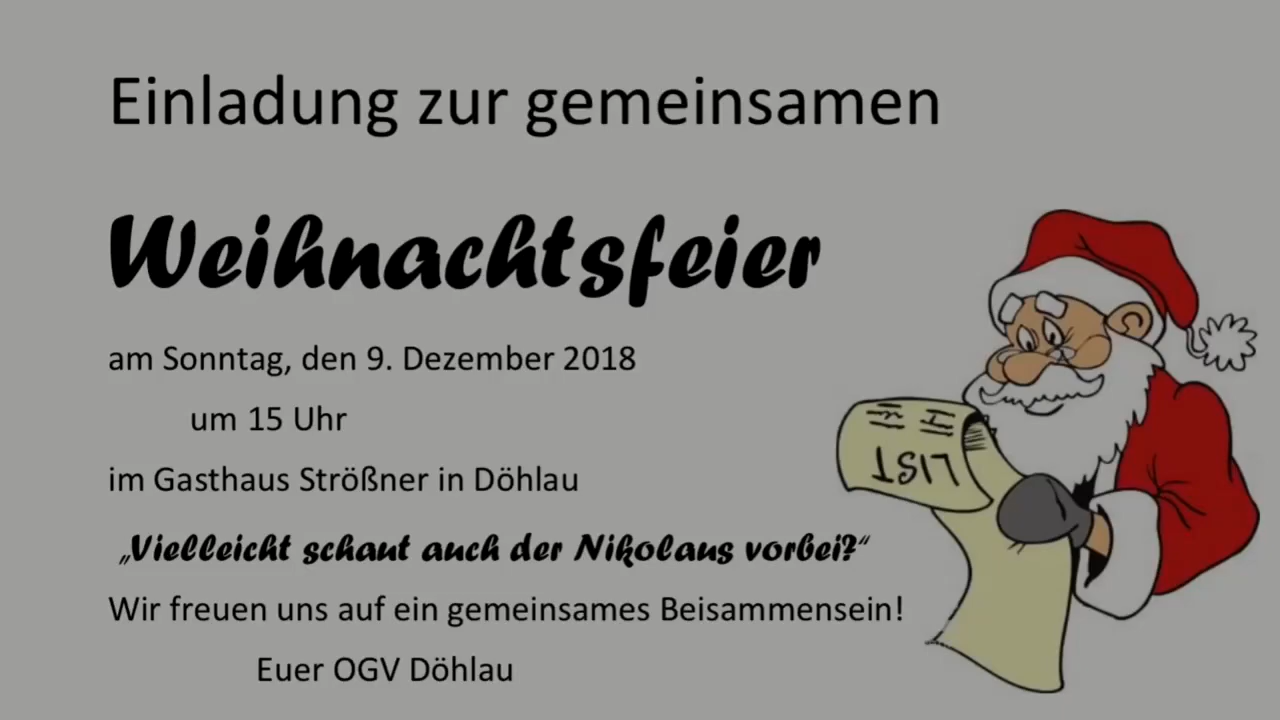 Einladung zur gemeinsamen
Weihnachtsfeier
am Sonntag, den 9. Dezember 2018
um 15 Uhr
im Gasthaus Strößner in Döhlau
„Vielleicht schaut auch der Nikolaus vorbei?“
Wir freuen uns auf ein gemeinsames Beisammensein!
Euer OGV Döhlau
LIST